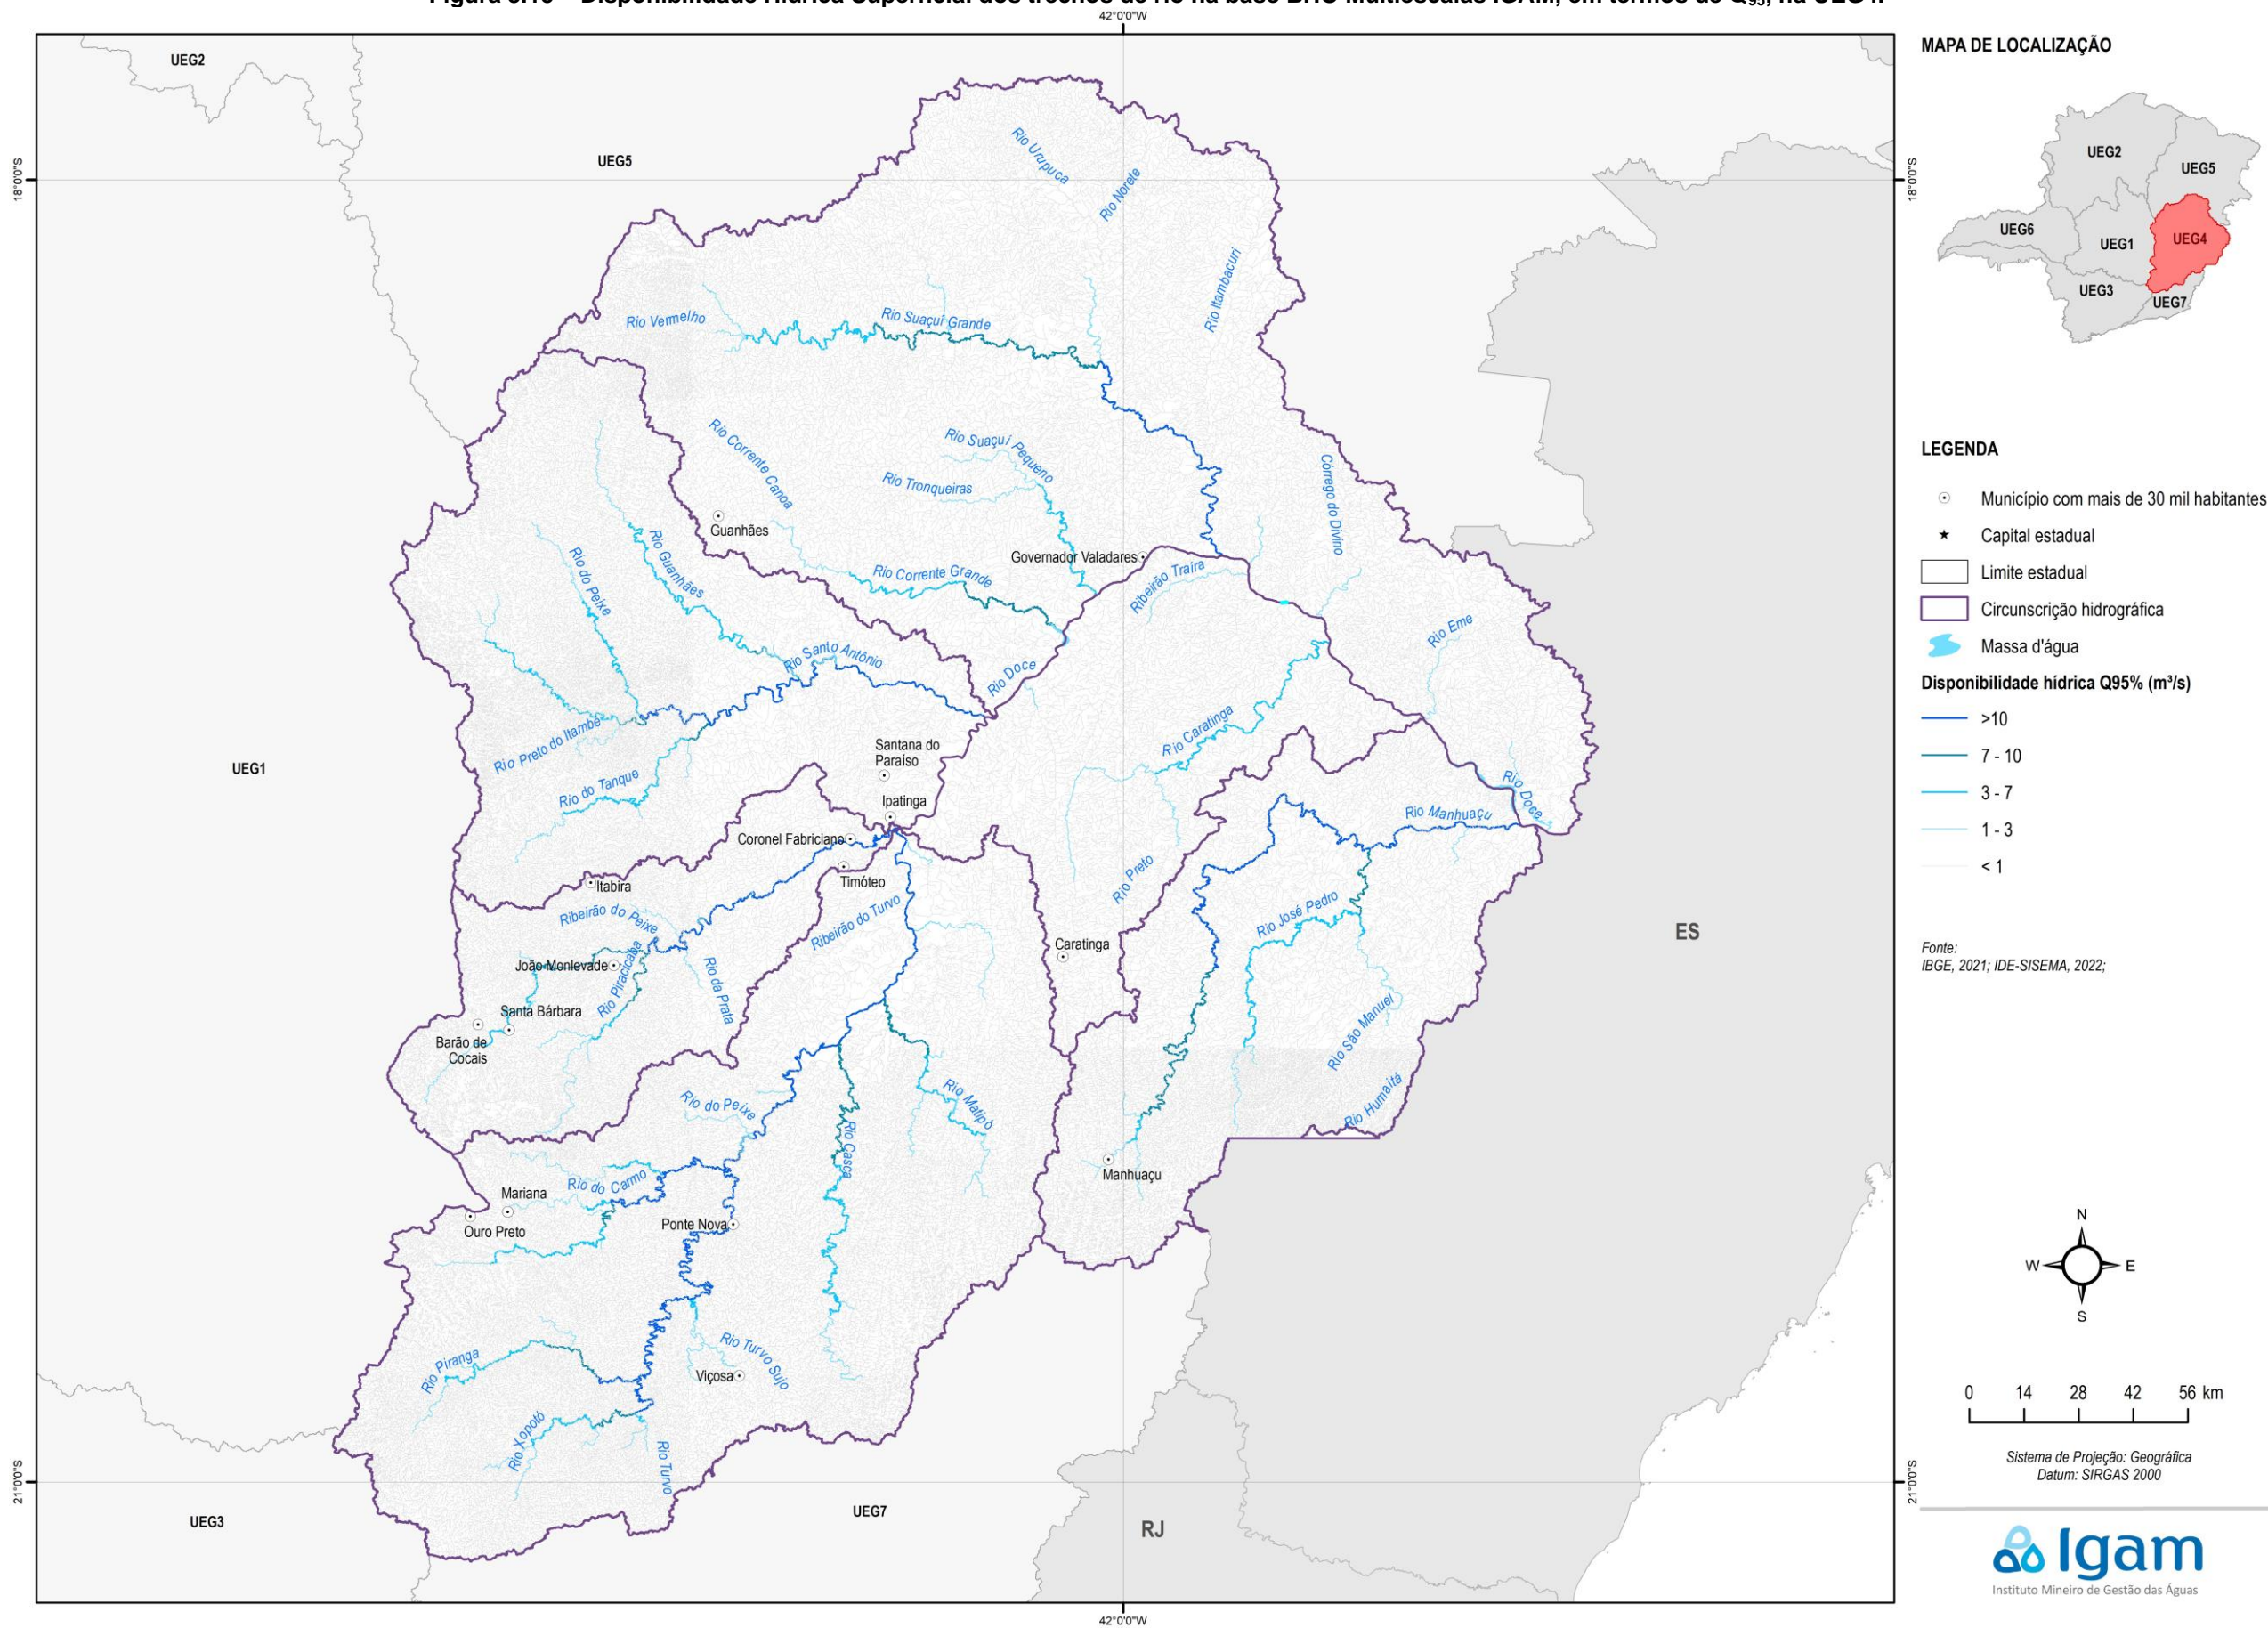 42°0'0"W
UEG2
UEG5
18°0'0"S
18°0'0"S
Rio Urupuca
Rio Norete
Rio Itambacuri
Rio Vermelho
Rio Suaçuí Grande
Rio Corrente Canoa
Rio Suaçuí Pequeno
Rio Tronqueiras
Córrego do Divino
Guanhães
Rio do Peixe
Rio Guanhães
Governador Valadares
Rio Corrente Grande
Ribeirão Traíra
Rio Eme
Rio Santo Antônio
Rio Doce
Rio Preto do Itambé
Rio Caratinga
UEG1
Santana do
Paraíso
Rio do Tanque
Ipatinga
Rio Doce
Rio Manhuaçu
Coronel Fabriciano
Timóteo
Itabira
Rio Preto
Ribeirão do Peixe
Ribeirão do Turvo
Rio José Pedro
ES
Caratinga
João Monlevade
Rio Piracicaba
Rio da Prata
Santa Bárbara
Barão de
Cocais
Rio São Manuel
Rio do Peixe
Rio Matipó
Rio Humaitá
Rio Casca
Manhuaçu
Rio do Carmo
Mariana
Ouro Preto
Ponte Nova
Rio Piranga
Rio Turvo Sujo
Viçosa
Rio Xopotó
Rio Turvo
21°0'0"S
21°0'0"S
UEG3
UEG7
RJ
42°0'0"W
MAPA DE LOCALIZAÇÃO
UEG2
UEG5
UEG6
UEG1
UEG4
UEG3
UEG7
LEGENDA
Município com mais de 30 mil habitantes
Capital estadual
Limite estadual
Circunscrição hidrográfica
Massa d'água
Disponibilidade hídrica Q95% (m³/s)
>10
7 - 10
3 - 7
1 - 3
< 1
Fonte:
IBGE, 2021; IDE-SISEMA, 2022;
N
W E
S
0 14 28 42 56 km
Sistema de Projeção: Geográfica
Datum: SIRGAS 2000
Igam
Instituto Mineiro de Gestão das Águas